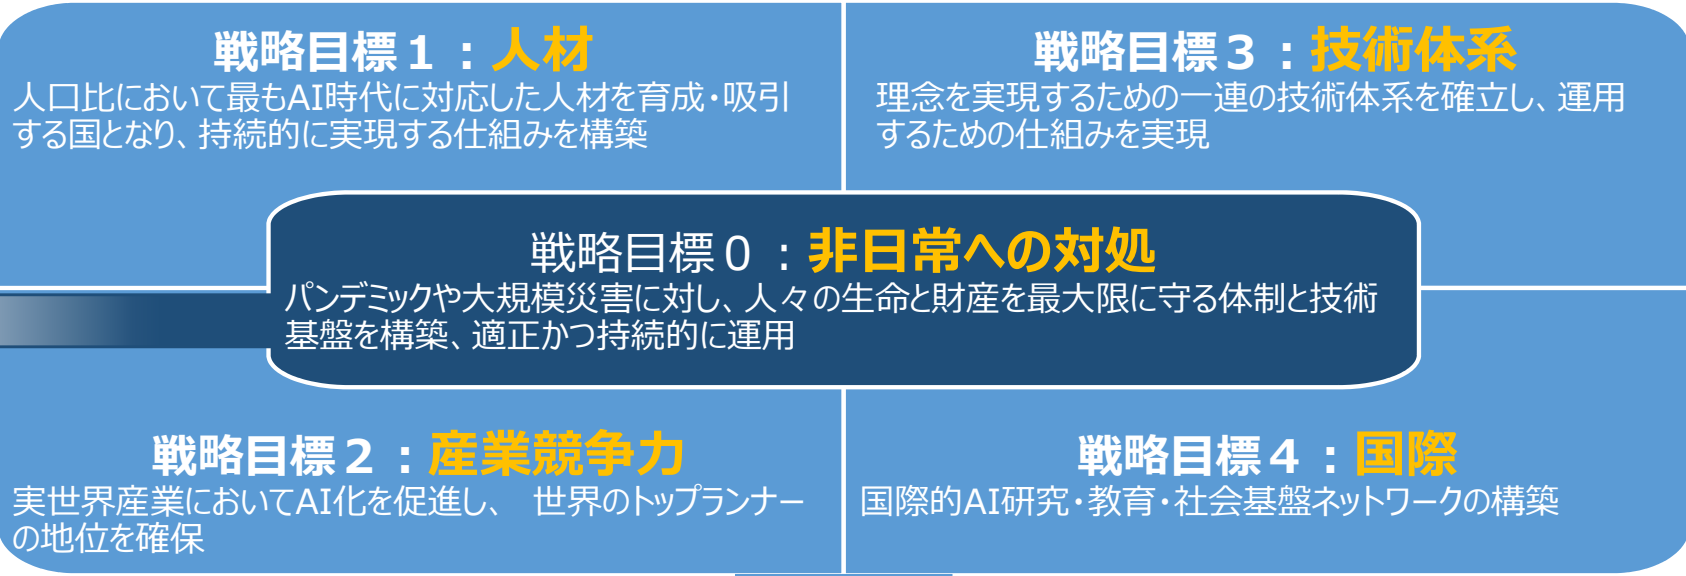 戦略目標１：人材
人口比において最もAI時代に対応した人材を育成・吸引
する国となり、持続的に実現する仕組みを構築
戦略目標３：技術体系
理念を実現するための一連の技術体系を確立し、運用
するための仕組みを実現
戦略目標０：非日常への対処
パンデミックや大規模災害に対し、人々の生命と財産を最大限に守る体制と技術
基盤を構築、適正かつ持続的に運用
戦略目標２：産業競争力
実世界産業においてAI化を促進し、　世界のトップランナー
の地位を確保
戦略目標４：国際
国際的AI研究・教育・社会基盤ネットワークの構築